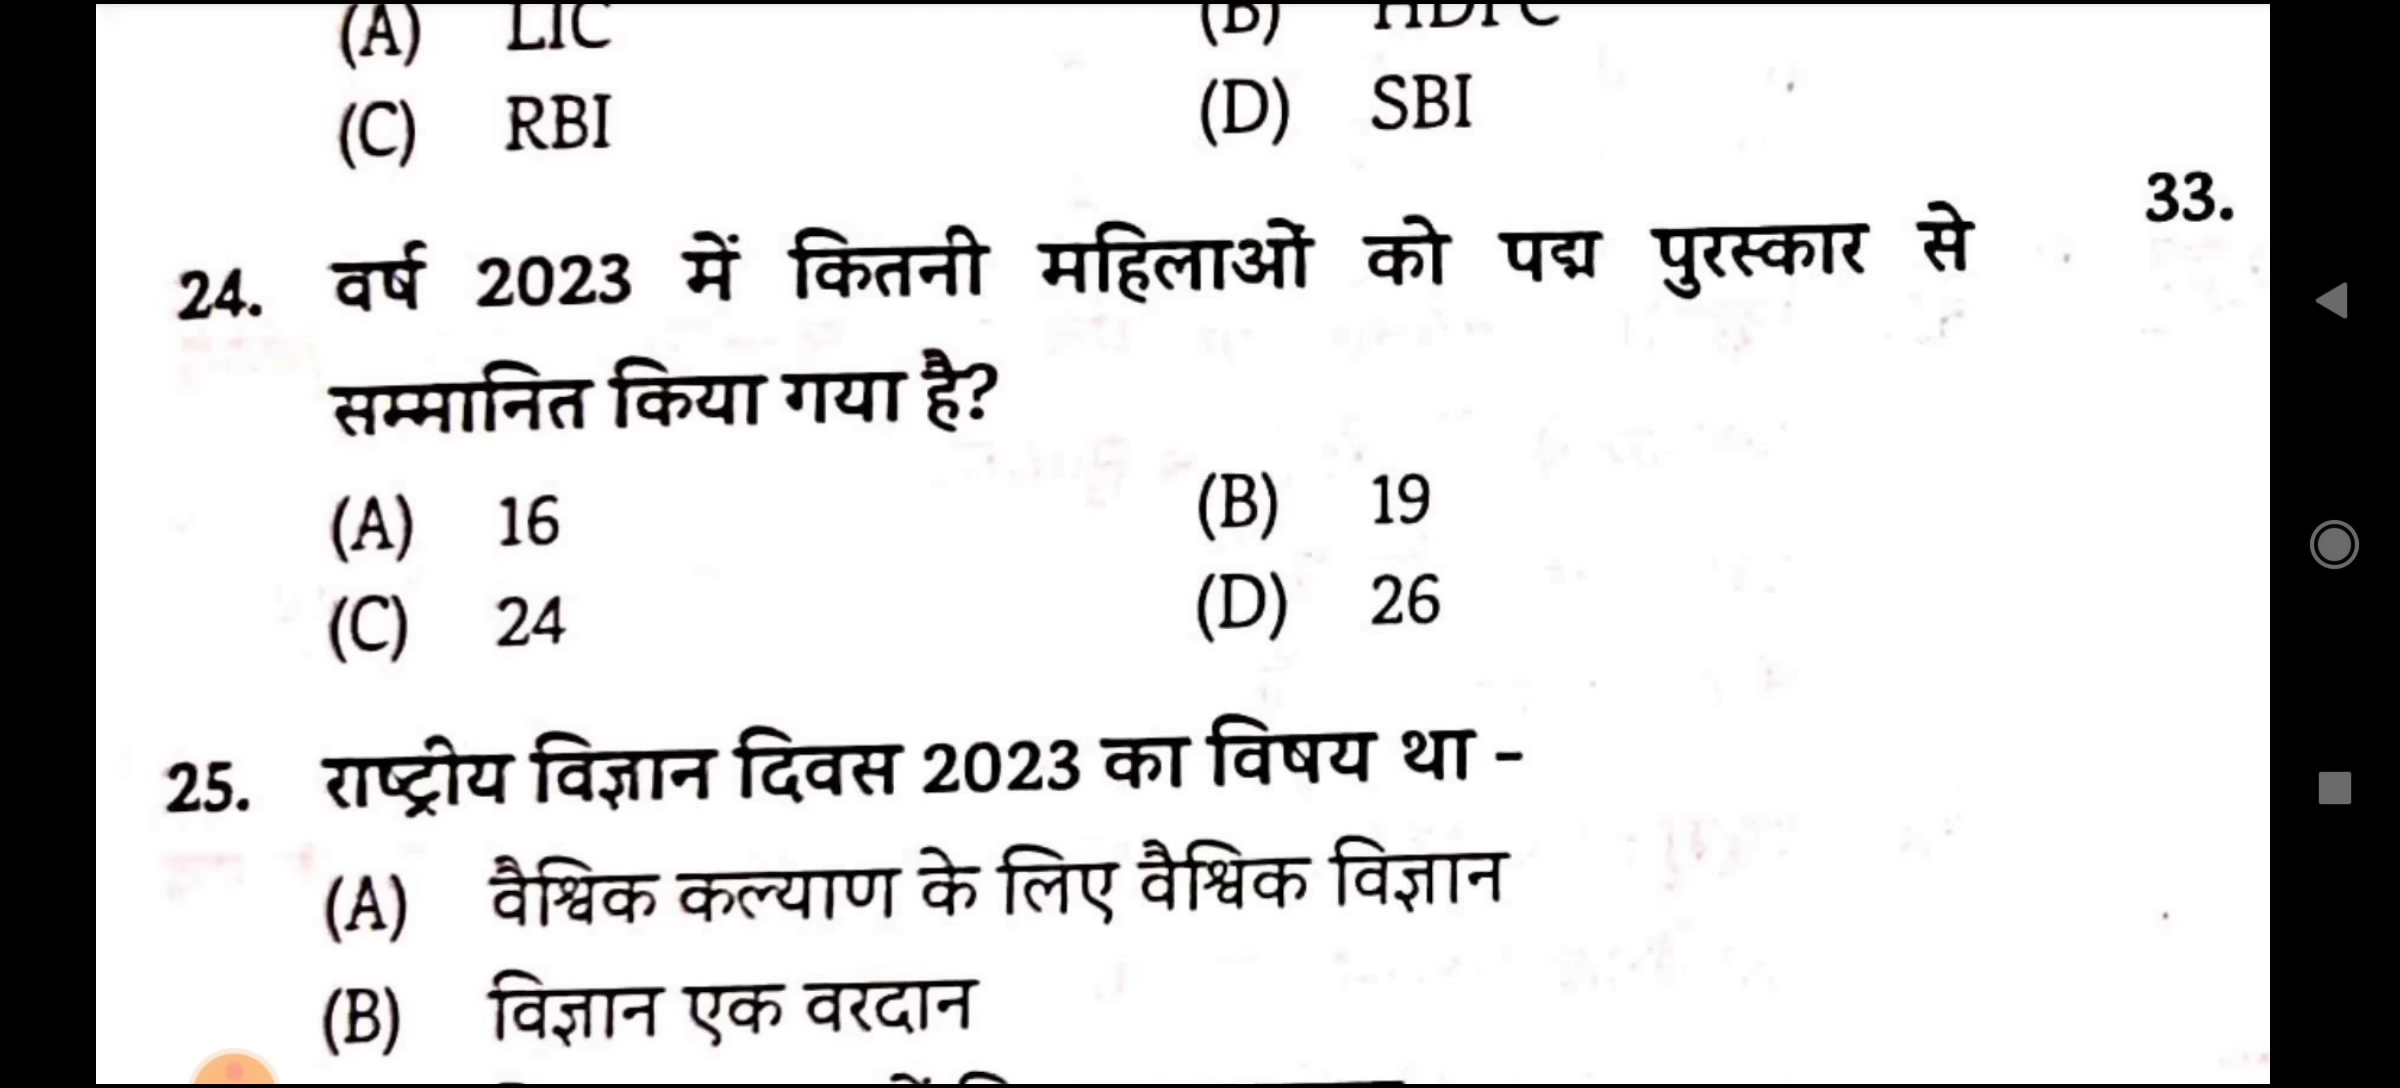 (A) LIC (B) HDFC
(C) RBI (D) SBI
33.
24. वर्ष 2023 में कितनी महिलाओं को पद्म पुरस्कार से
सम्मानित किया गया है?
(A) 16 (B) 19
(C) 24 (D) 26
25. राष्ट्रीय विज्ञान दिवस 2023 का विषय था -
(A) वैश्विक कल्याण के लिए वैश्विक विज्ञान
(B) विज्ञान एक वरदान